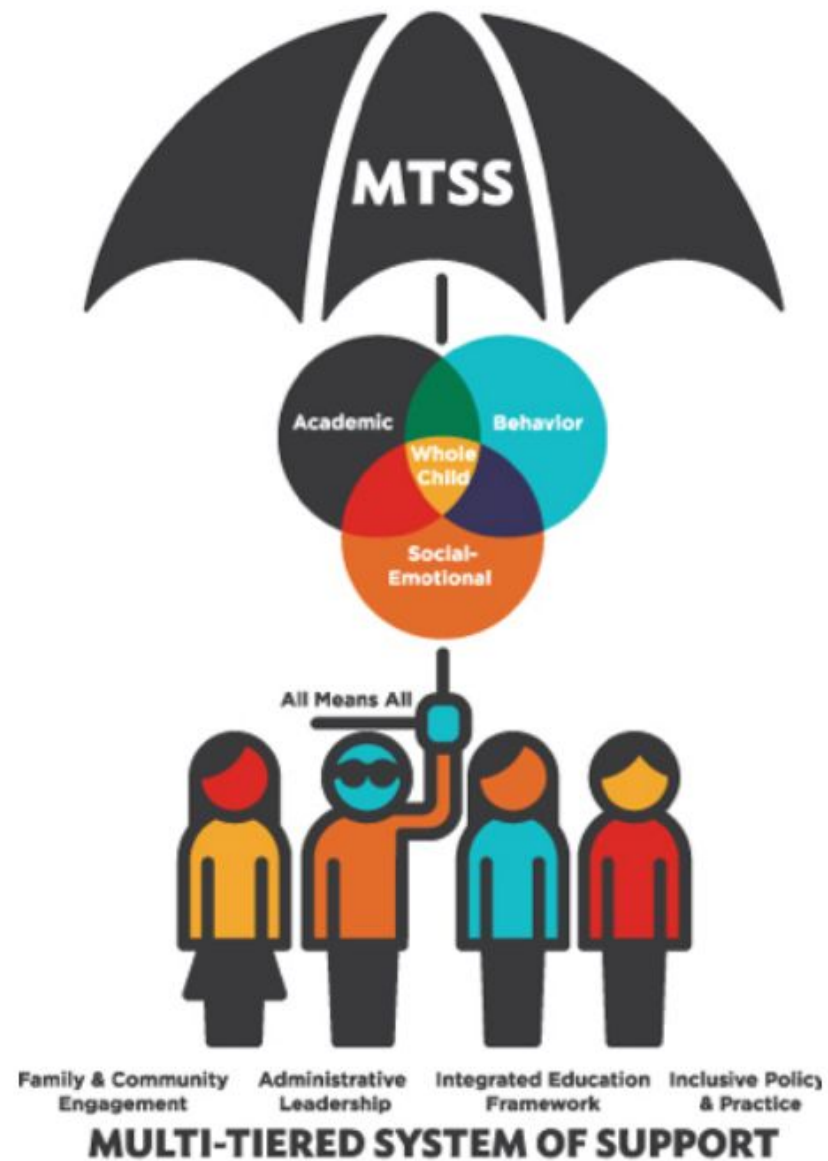 MTSS
Academic
Behavior
Whole
Child
Social-
Emotional
All Means All
Family & Community
Engagement
Administrative
Leadership
Integrated Education
Framework
Inclusive Policy
& Practice
MULTI-TIERED SYSTEM OF SUPPORT